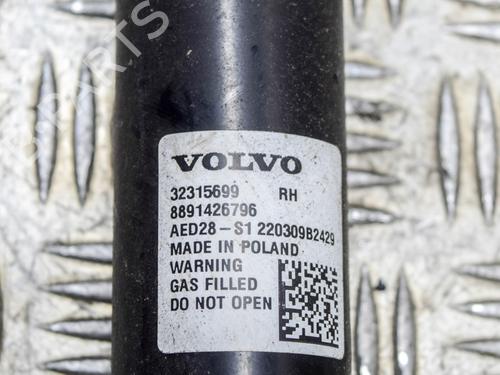 VOLVO
32315699 RH
8891426796
AED28-S1 220309B2429
MADE IN POLAND
WARNING
GAS FILLED
DO NOT OPEN